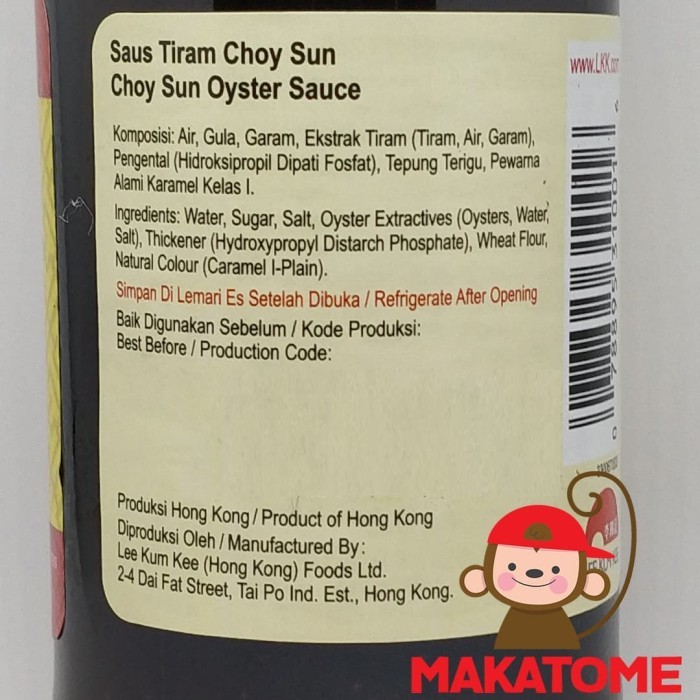 Saus Tiram Choy Sun
Choy Sun Oyster Sauce
Komposisi: Air, Gula, Garam, Ekstrak Tiram (Tiram, Air, Garam),
Pengental (Hidroksipropil Dipati Fosfat), Tepung Terigu, Pewarna
Alami Karamel Kelas I.
Ingredients: Water, Sugar, Salt, Oyster Extractives (Oysters, Water,
Salt), Thickener (Hydroxypropyl Distarch Phosphate), Wheat Flour,
Natural Colour (Caramel I-Plain).
Simpan Di Lemari Es Setelah Dibuka / Refrigerate After Opening
Baik Digunakan Sebelum / Kode Produksi:
Best Before / Production Code:
Produksi Hong Kong / Product of Hong Kong
Diproduksi Oleh / Manufactured By:
Lee Kum Kee (Hong Kong) Foods Ltd.
2-4 Dai Fat Street, Tai Po Ind. Est., Hong Kong.
www.LKK.com
MAKATOME